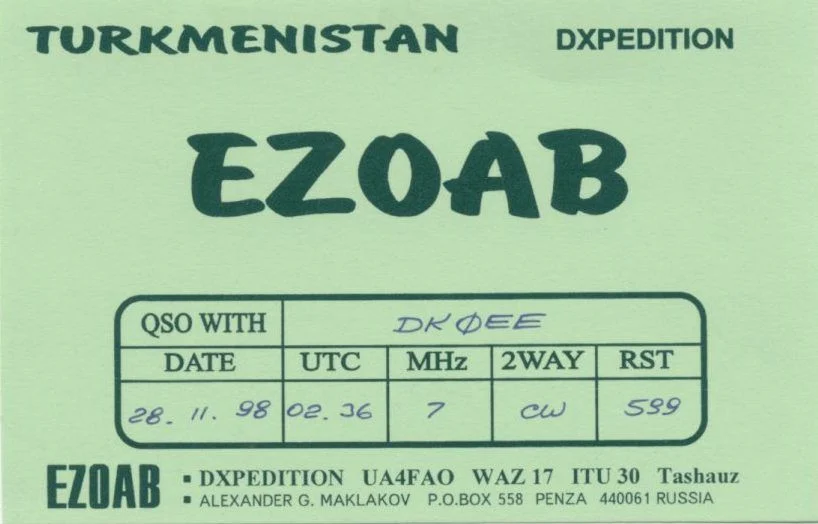 TURKMENISTAN DXPEDITION
EZ0AB
QSO WITH DKØEE
DATE UTC MHz 2WAY RST
28. 11. 98 02.36 7 CW 599
EZ0AB ▪ DXPEDITION UA4FAO WAZ 17 ITU 30 Tashauz
▪ ALEXANDER G. MAKLAKOV P.O.BOX 558 PENZA 440061 RUSSIA